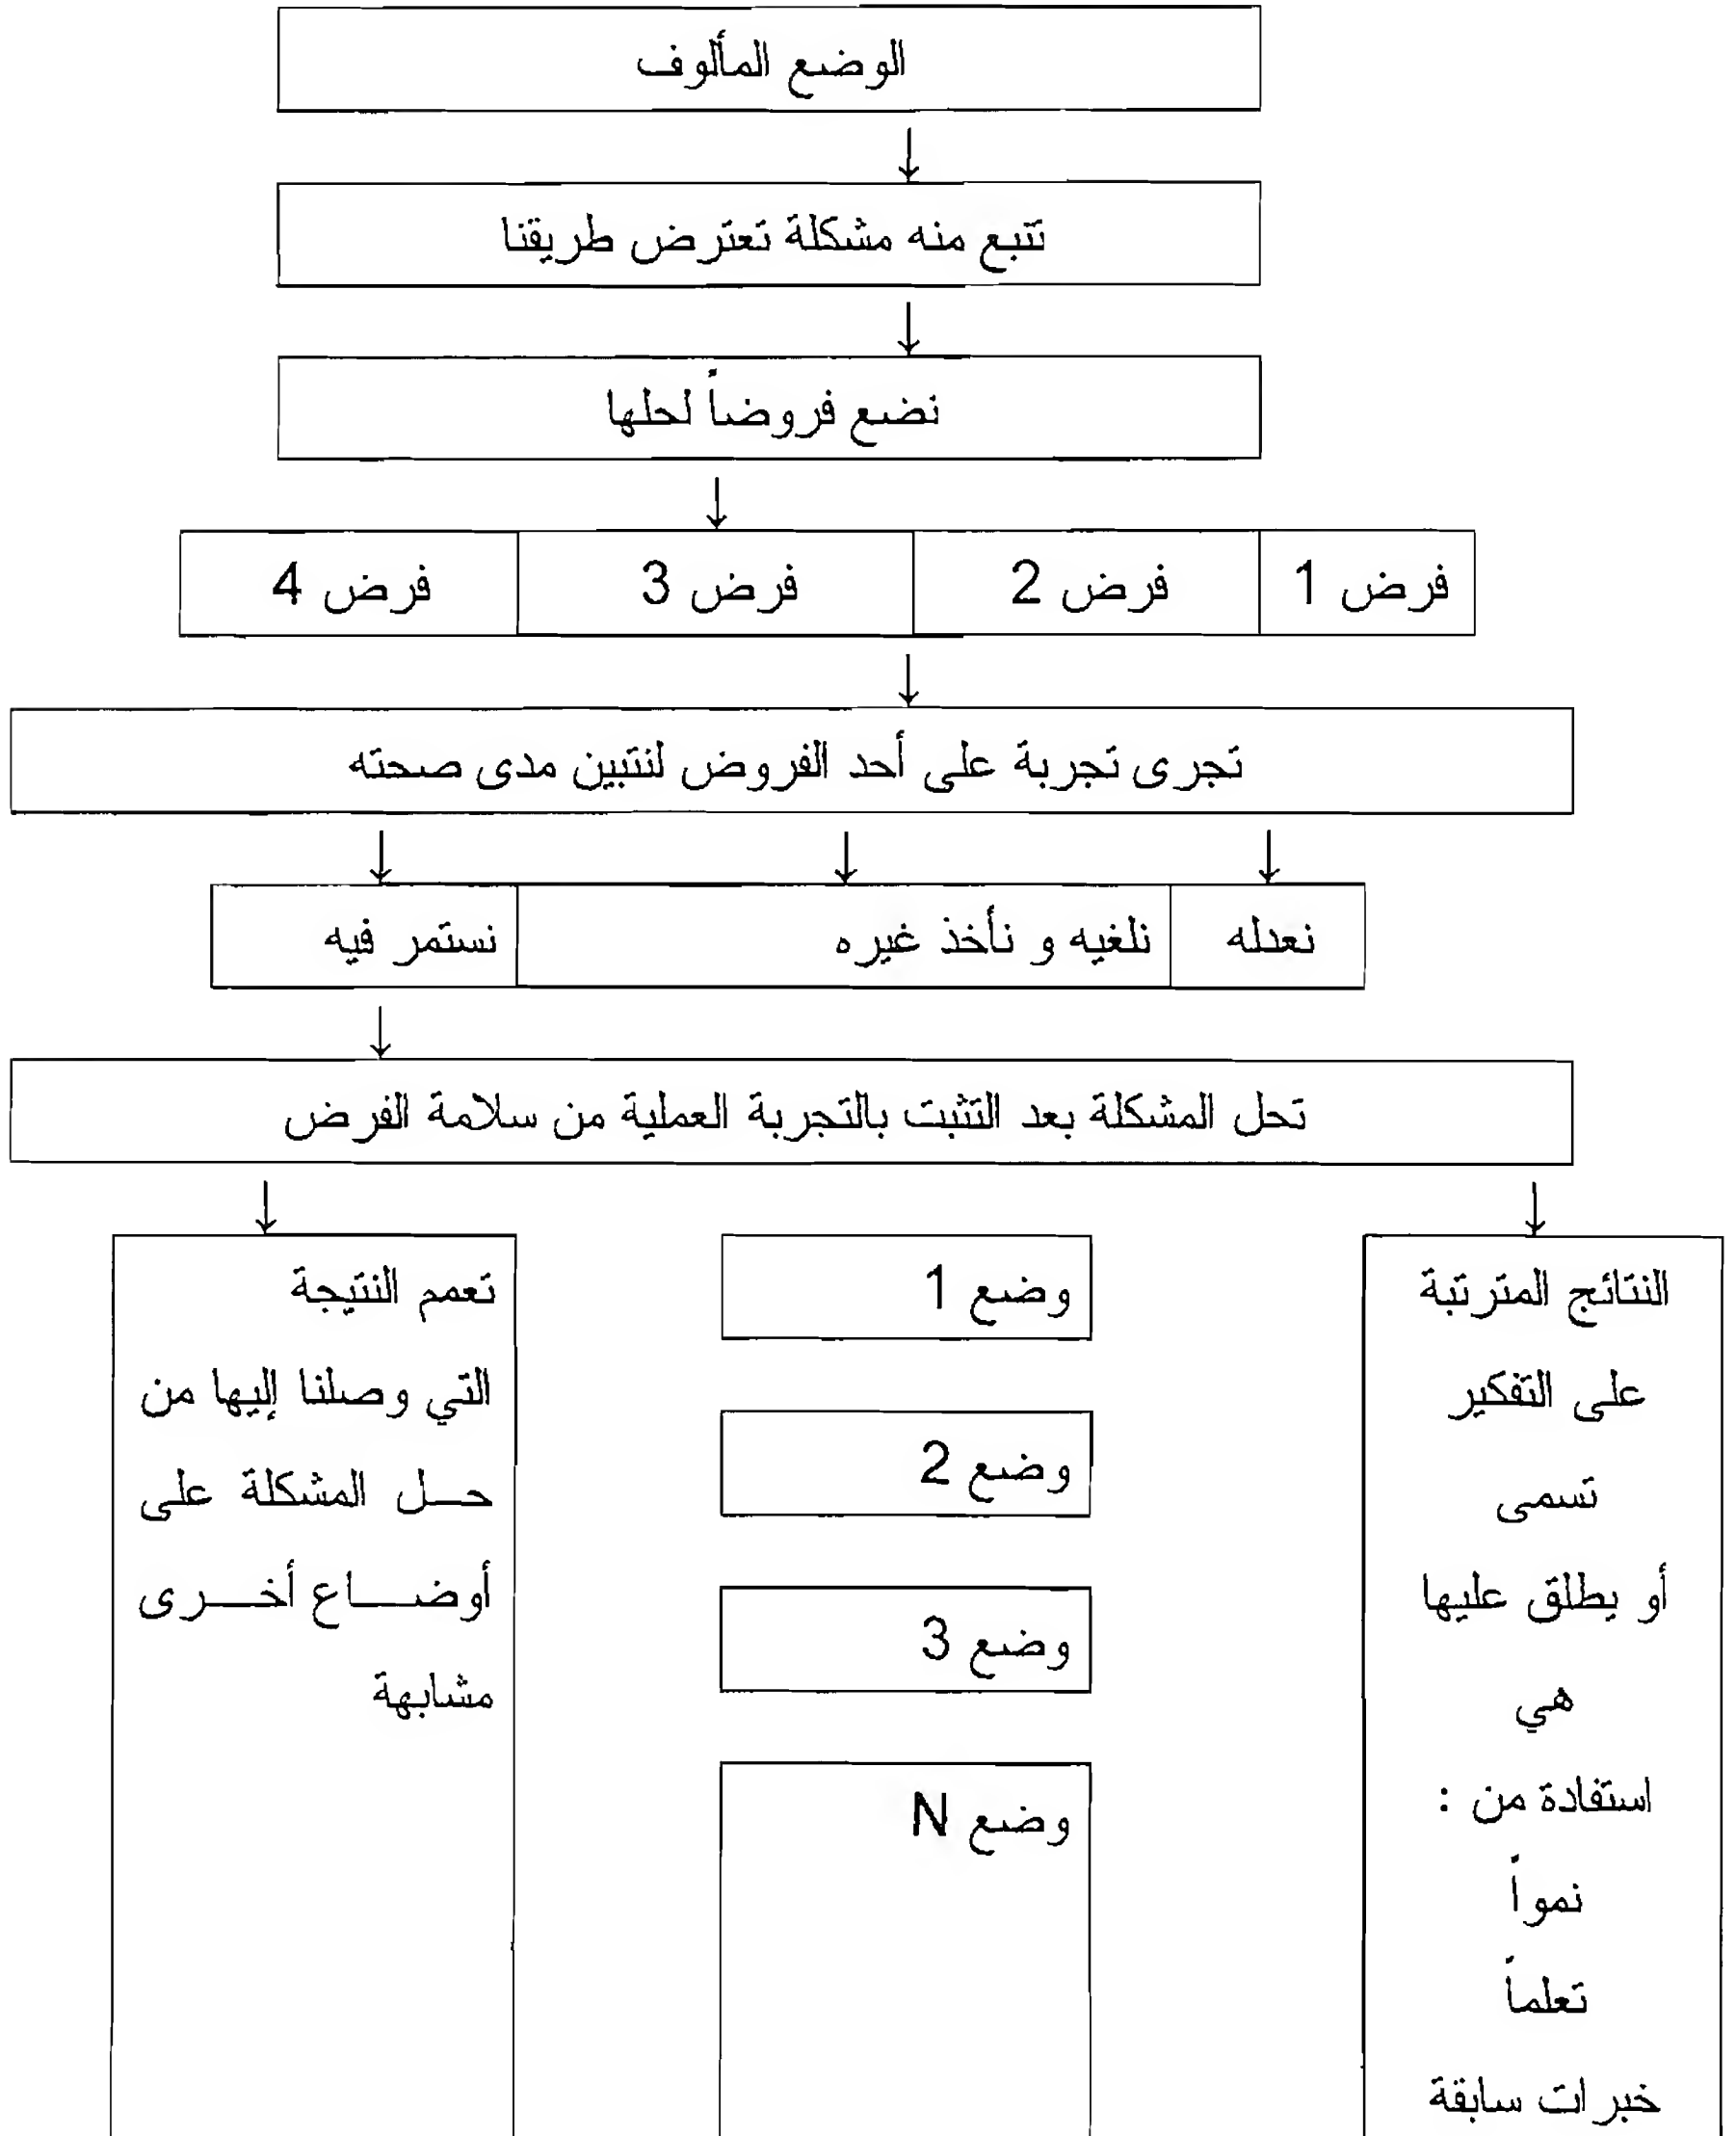 الوضع المألوف
تتبع منه مشكلة تعترض طريقنا
نضع فروضاً لحلها
فرض 1
فرض 2
فرض 3
فرض 4
تجرى تجربة على أحد الفروض لنتبين مدى صحته
نعدله
نلغيه و نأخذ غيره
نستمر فيه
تحل المشكلة بعد التثبت بالتجربة العملية من سلامة الفرض
النتائج المترتبة
على التفكير
تسمى
أو يطلق عليها
هي
استفادة من :
نمواً
تعلماً
خبرات سابقة
وضع 1
وضع 2
وضع 3
وضع N
تعمم النتيجة
التي وصلنا إليها من
حل المشكلة على
أوضاع أخرى
مشابهة